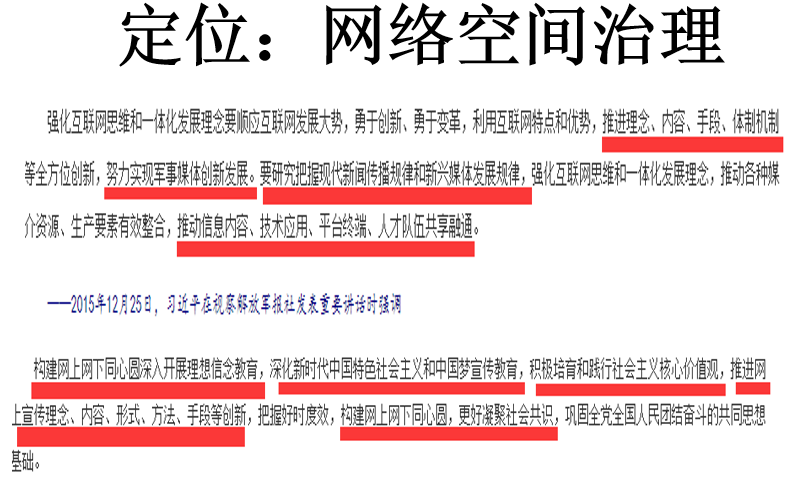 定位：网络空间治理
强化互联网思维和一体化发展理念要顺应互联网发展大势，勇于创新、勇于变革，利用互联网特点和优势，推进理念、内容、手段、体制机制
等全方位创新，努力实现军事媒体创新发展。要研究把握现代新闻传播规律和新兴媒体发展规律，强化互联网思维和一体化发展理念，推动各种媒
介资源、生产要素有效整合，推动信息内容、技术应用、平台终端、人才队伍共享融通。
——2015年12月25日，习近平在视察解放军报社发表重要讲话时强调
构建网上网下同心圆深入开展理想信念教育，深化新时代中国特色社会主义和中国梦宣传教育，积极培育和践行社会主义核心价值观，推进网
上宣传理念、内容、形式、方法、手段等创新，把握好时度效，构建网上网下同心圆，更好凝聚社会共识，巩固全党全国人民团结奋斗的共同思想
基础。